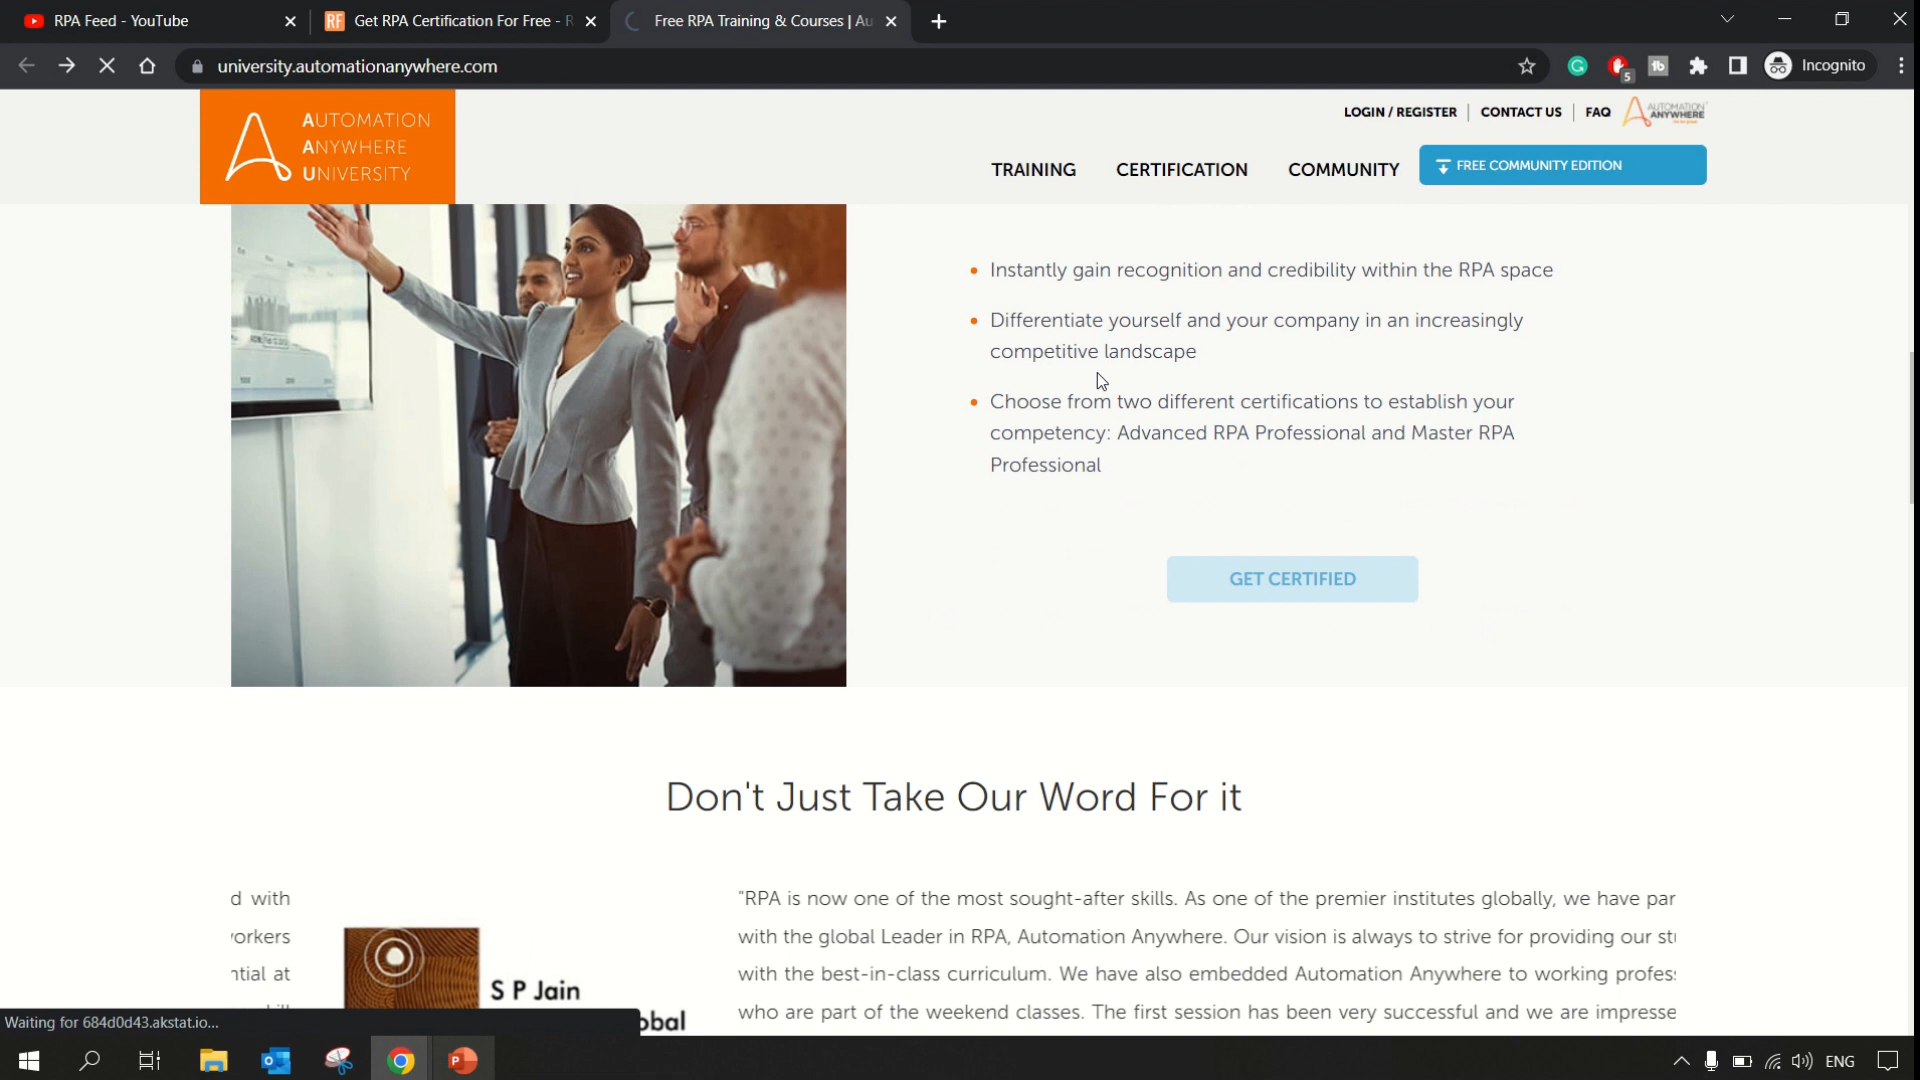 RPA Feed - YouTube
Get RPA Certification For Free - R
Free RPA Training & Courses | Au
university.automationanywhere.com
5
Incognito
AUTOMATION
ANYWHERE
UNIVERSITY
LOGIN / REGISTER
CONTACT US
FAQ
AUTOMATION
ANYWHERE
TRAINING
CERTIFICATION
COMMUNITY
FREE COMMUNITY EDITION
Instantly gain recognition and credibility within the RPA space
Differentiate yourself and your company in an increasingly
competitive landscape
Choose from two different certifications to establish your
competency: Advanced RPA Professional and Master RPA
Professional
GET CERTIFIED
Don't Just Take Our Word For it
d with
orkers
ntial at
S P Jain
obal
"RPA is now one of the most sought-after skills. As one of the premier institutes globally, we have par
with the global Leader in RPA, Automation Anywhere. Our vision is always to strive for providing our stu
with the best-in-class curriculum. We have also embedded Automation Anywhere to working profes
who are part of the weekend classes. The first session has been very successful and we are impresse
Waiting for 684d0d43.akstat.io...
ENG